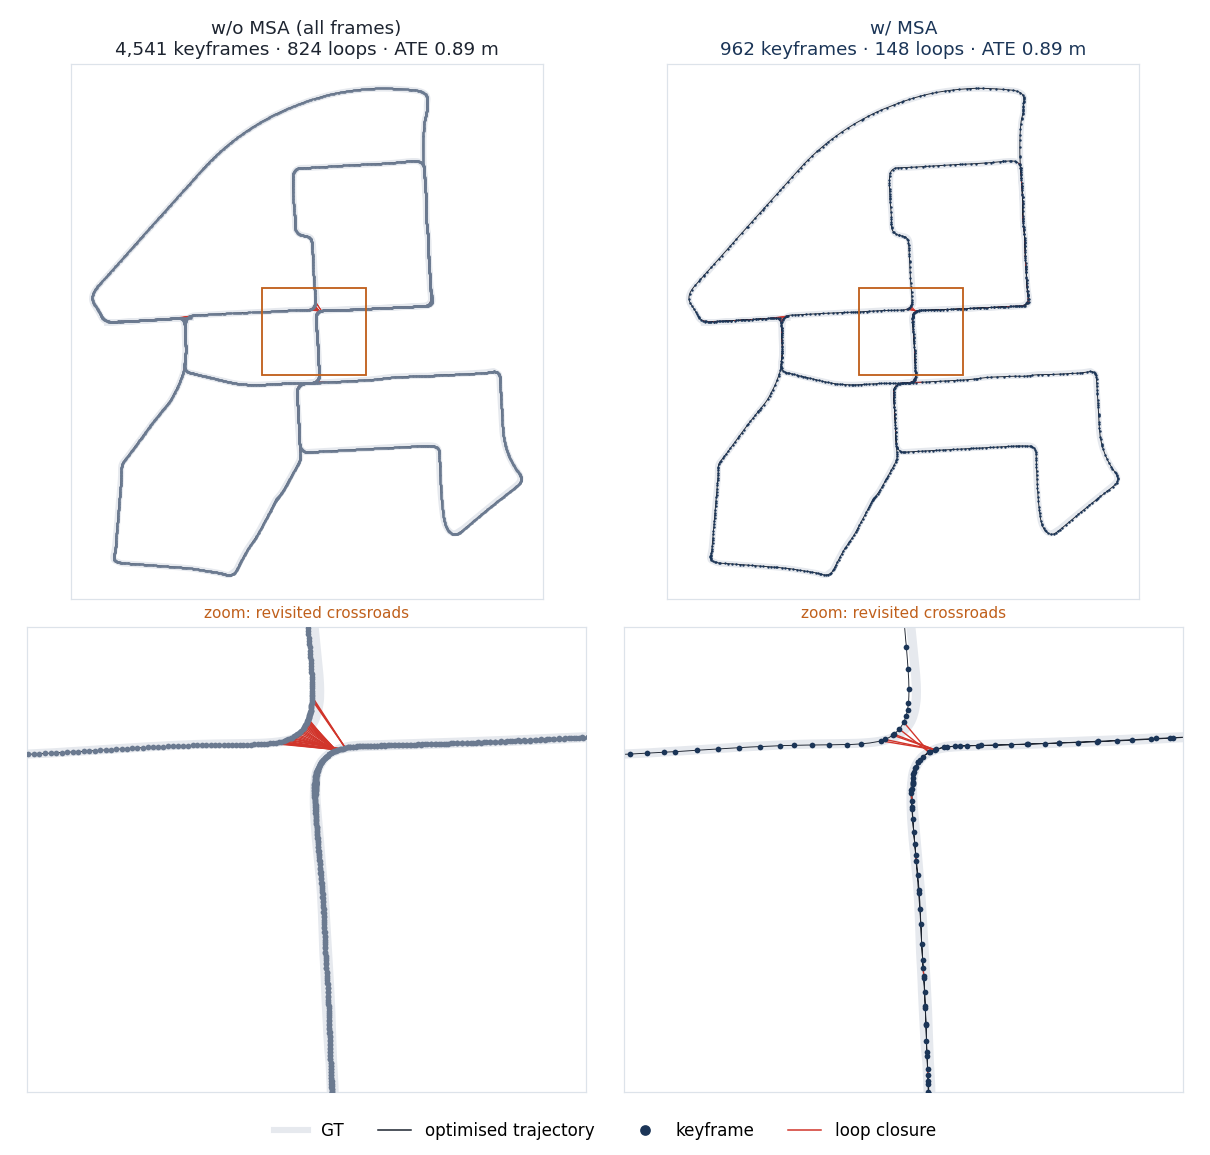 w/o MSA (all frames)
4,541 keyframes · 824 loops · ATE 0.89 m
w/ MSA
962 keyframes · 148 loops · ATE 0.89 m
zoom: revisited crossroads
zoom: revisited crossroads
GT
optimised trajectory
keyframe
loop closure